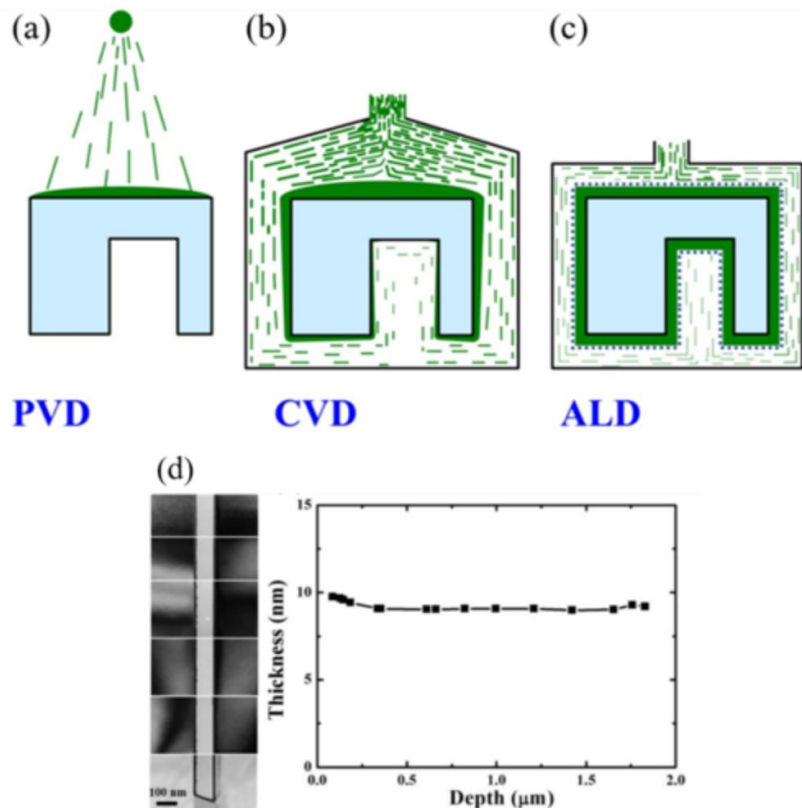 (a)
(b)
(c)
PVD
CVD
ALD
(d)
100 nm
15
10
5
0
Thickness (nm)
0.0
0.5
1.0
1.5
2.0
Depth (μm)